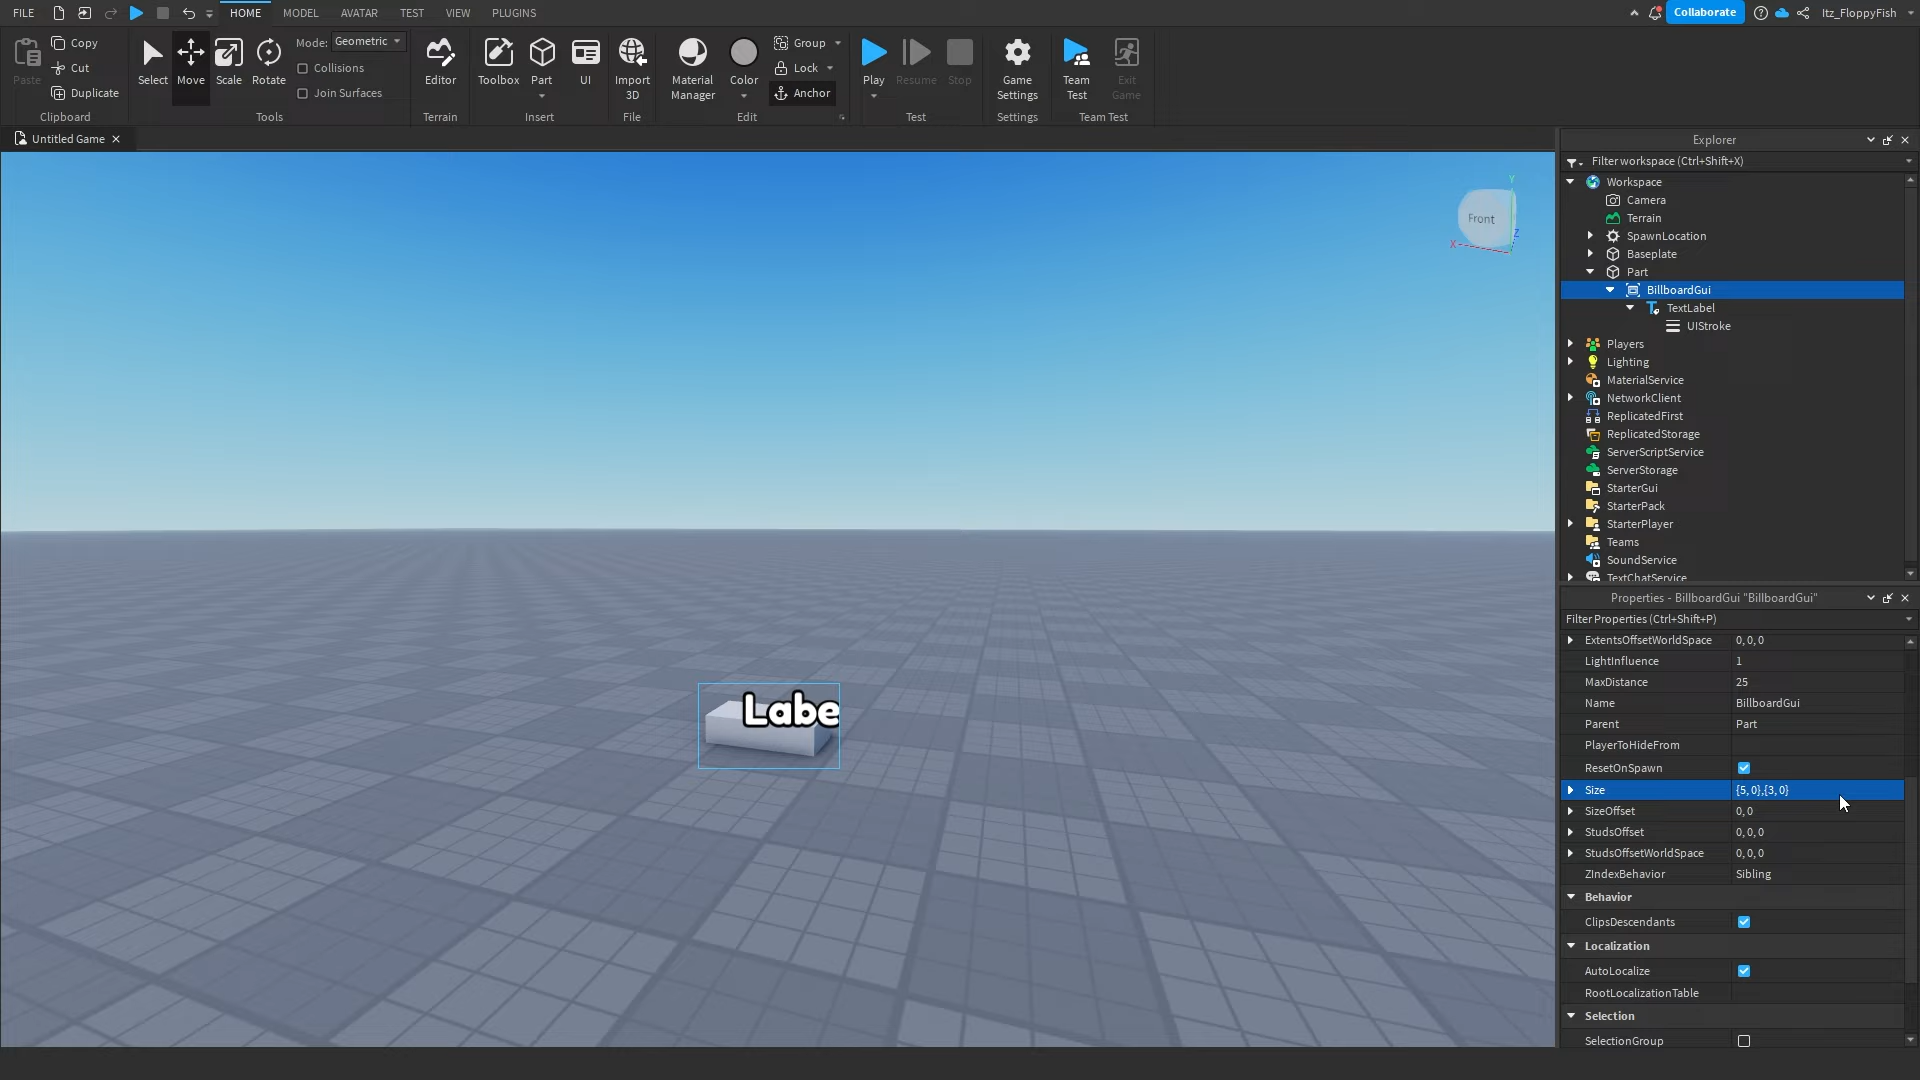 FILE HOME MODEL AVATAR TEST VIEW PLUGINS Collaborate Itz_FloppyFish
Paste
Copy
Cut
Duplicate
Clipboard
Select Move Scale Rotate
Mode: Geometric
Collisions
Join Surfaces
Tools
Editor
Terrain
Toolbox Part UI
Insert
Import
3D
File
Material
Manager
Color
Group
Lock
Anchor
Edit
Play Resume Stop
Test
Game
Settings
Settings
Team
Test
Exit
Game
Team Test
Untitled Game
Front
Y
X
Z
Labe
Explorer
Filter workspace (Ctrl+Shift+X)
Workspace
Camera
Terrain
SpawnLocation
Baseplate
Part
BillboardGui
TextLabel
UIStroke
Players
Lighting
MaterialService
NetworkClient
ReplicatedFirst
ReplicatedStorage
ServerScriptService
ServerStorage
StarterGui
StarterPack
StarterPlayer
Teams
SoundService
TextChatService
Properties - BillboardGui "BillboardGui"
Filter Properties (Ctrl+Shift+P)
ExtentsOffsetWorldSpace 0, 0, 0
LightInfluence 1
MaxDistance 25
Name BillboardGui
Parent Part
PlayerToHideFrom
ResetOnSpawn
Size {5, 0},{3, 0}
SizeOffset 0, 0
StudsOffset 0, 0, 0
StudsOffsetWorldSpace 0, 0, 0
ZIndexBehavior Sibling
Behavior
ClipsDescendants
Localization
AutoLocalize
RootLocalizationTable
Selection
SelectionGroup